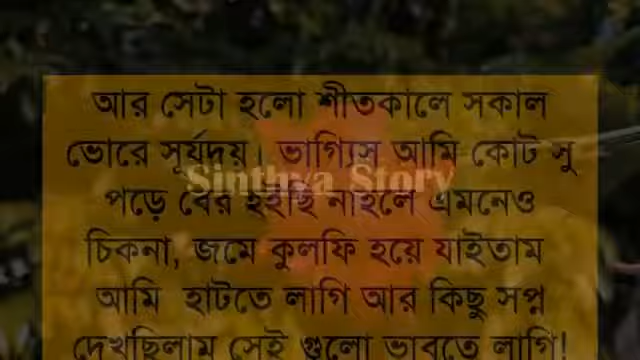 আর সেটা হলো শীতকালে সকাল
ভোরে সূর্যদয়। ভাগ্যিস আমি কোট সু
Sinthya Story
পড়ে বের হইছি নাইলে এমনেও
চিকনা, জমে কুলফি হয়ে যাইতাম
আমি হাটতে লাগি আর কিছু সপ্ন
দেখছিলাম সেই গুলো ভাবতে লাগি!